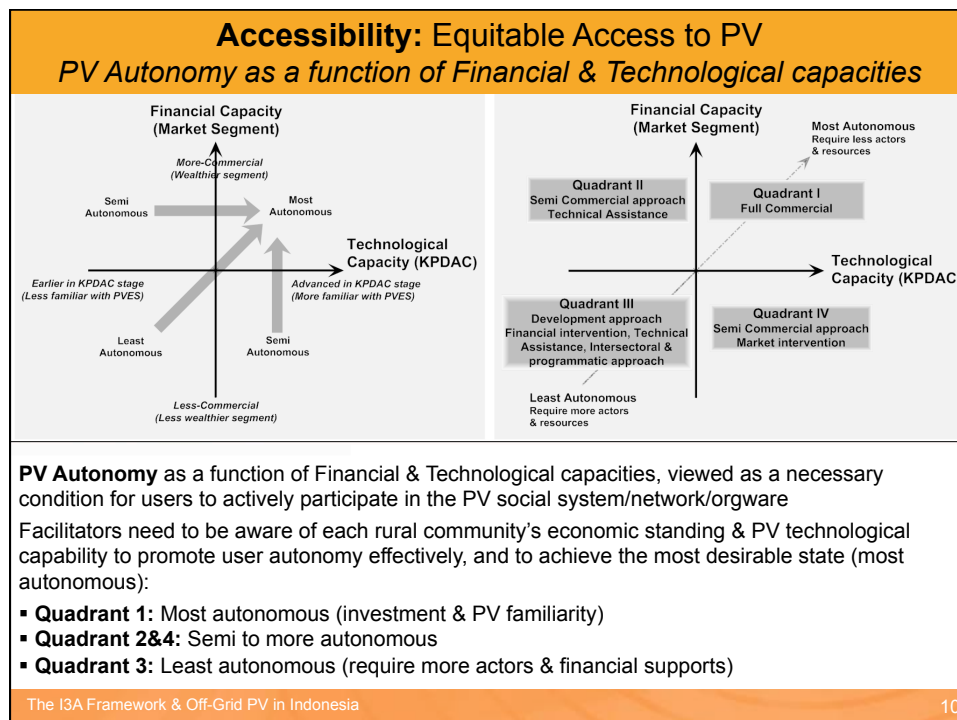 Accessibility: Equitable Access to PV
PV Autonomy as a function of Financial & Technological capacities
Financial Capacity
(Market Segment)
More-Commercial
(Wealthier segment)
Semi
Autonomous
Most
Autonomous
Technological
Capacity (KPDAC)
Earlier in KPDAC stage
(Less familiar with PVES)
Advanced in KPDAC stage
(More familiar with PVES)
Least
Autonomous
Semi
Autonomous
Less-Commercial
(Less wealthier segment)
Financial Capacity
(Market Segment)
Most Autonomous
Require less actors
& resources
Quadrant II
Semi Commercial approach
Technical Assistance
Quadrant I
Full Commercial
Technological
Capacity (KPDAC
Quadrant III
Development approach
Financial intervention, Technical
Assistance, Intersectoral &
programmatic approach
Quadrant IV
Semi Commercial approach
Market intervention
Least Autonomous
Require more actors
& resources
PV Autonomy as a function of Financial & Technological capacities, viewed as a necessary
condition for users to actively participate in the PV social system/network/orgware
Facilitators need to be aware of each rural community's economic standing & PV technological
capability to promote user autonomy effectively, and to achieve the most desirable state (most
autonomous):
▪ Quadrant 1: Most autonomous (investment & PV familiarity)
▪ Quadrant 2&4: Semi to more autonomous
▪ Quadrant 3: Least autonomous (require more actors & financial supports)
The I3A Framework & Off-Grid PV in Indonesia
10